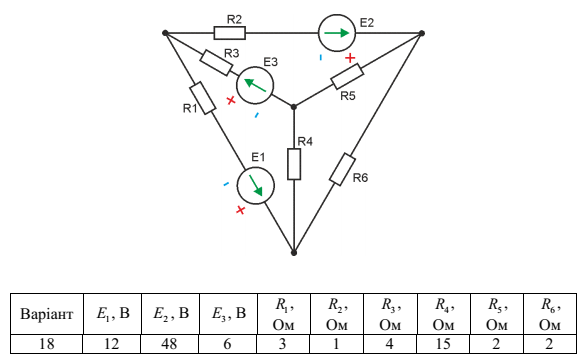 R2
E2
R3
E3
R5
R1
R4
E1
R6
- +
+ -
- +
Варіант E₁, В E₂, В E₃, В R₁, Ом R₂, Ом R₃, Ом R₄, Ом R₅, Ом R₆, Ом
18 12 48 6 3 1 4 15 2 2